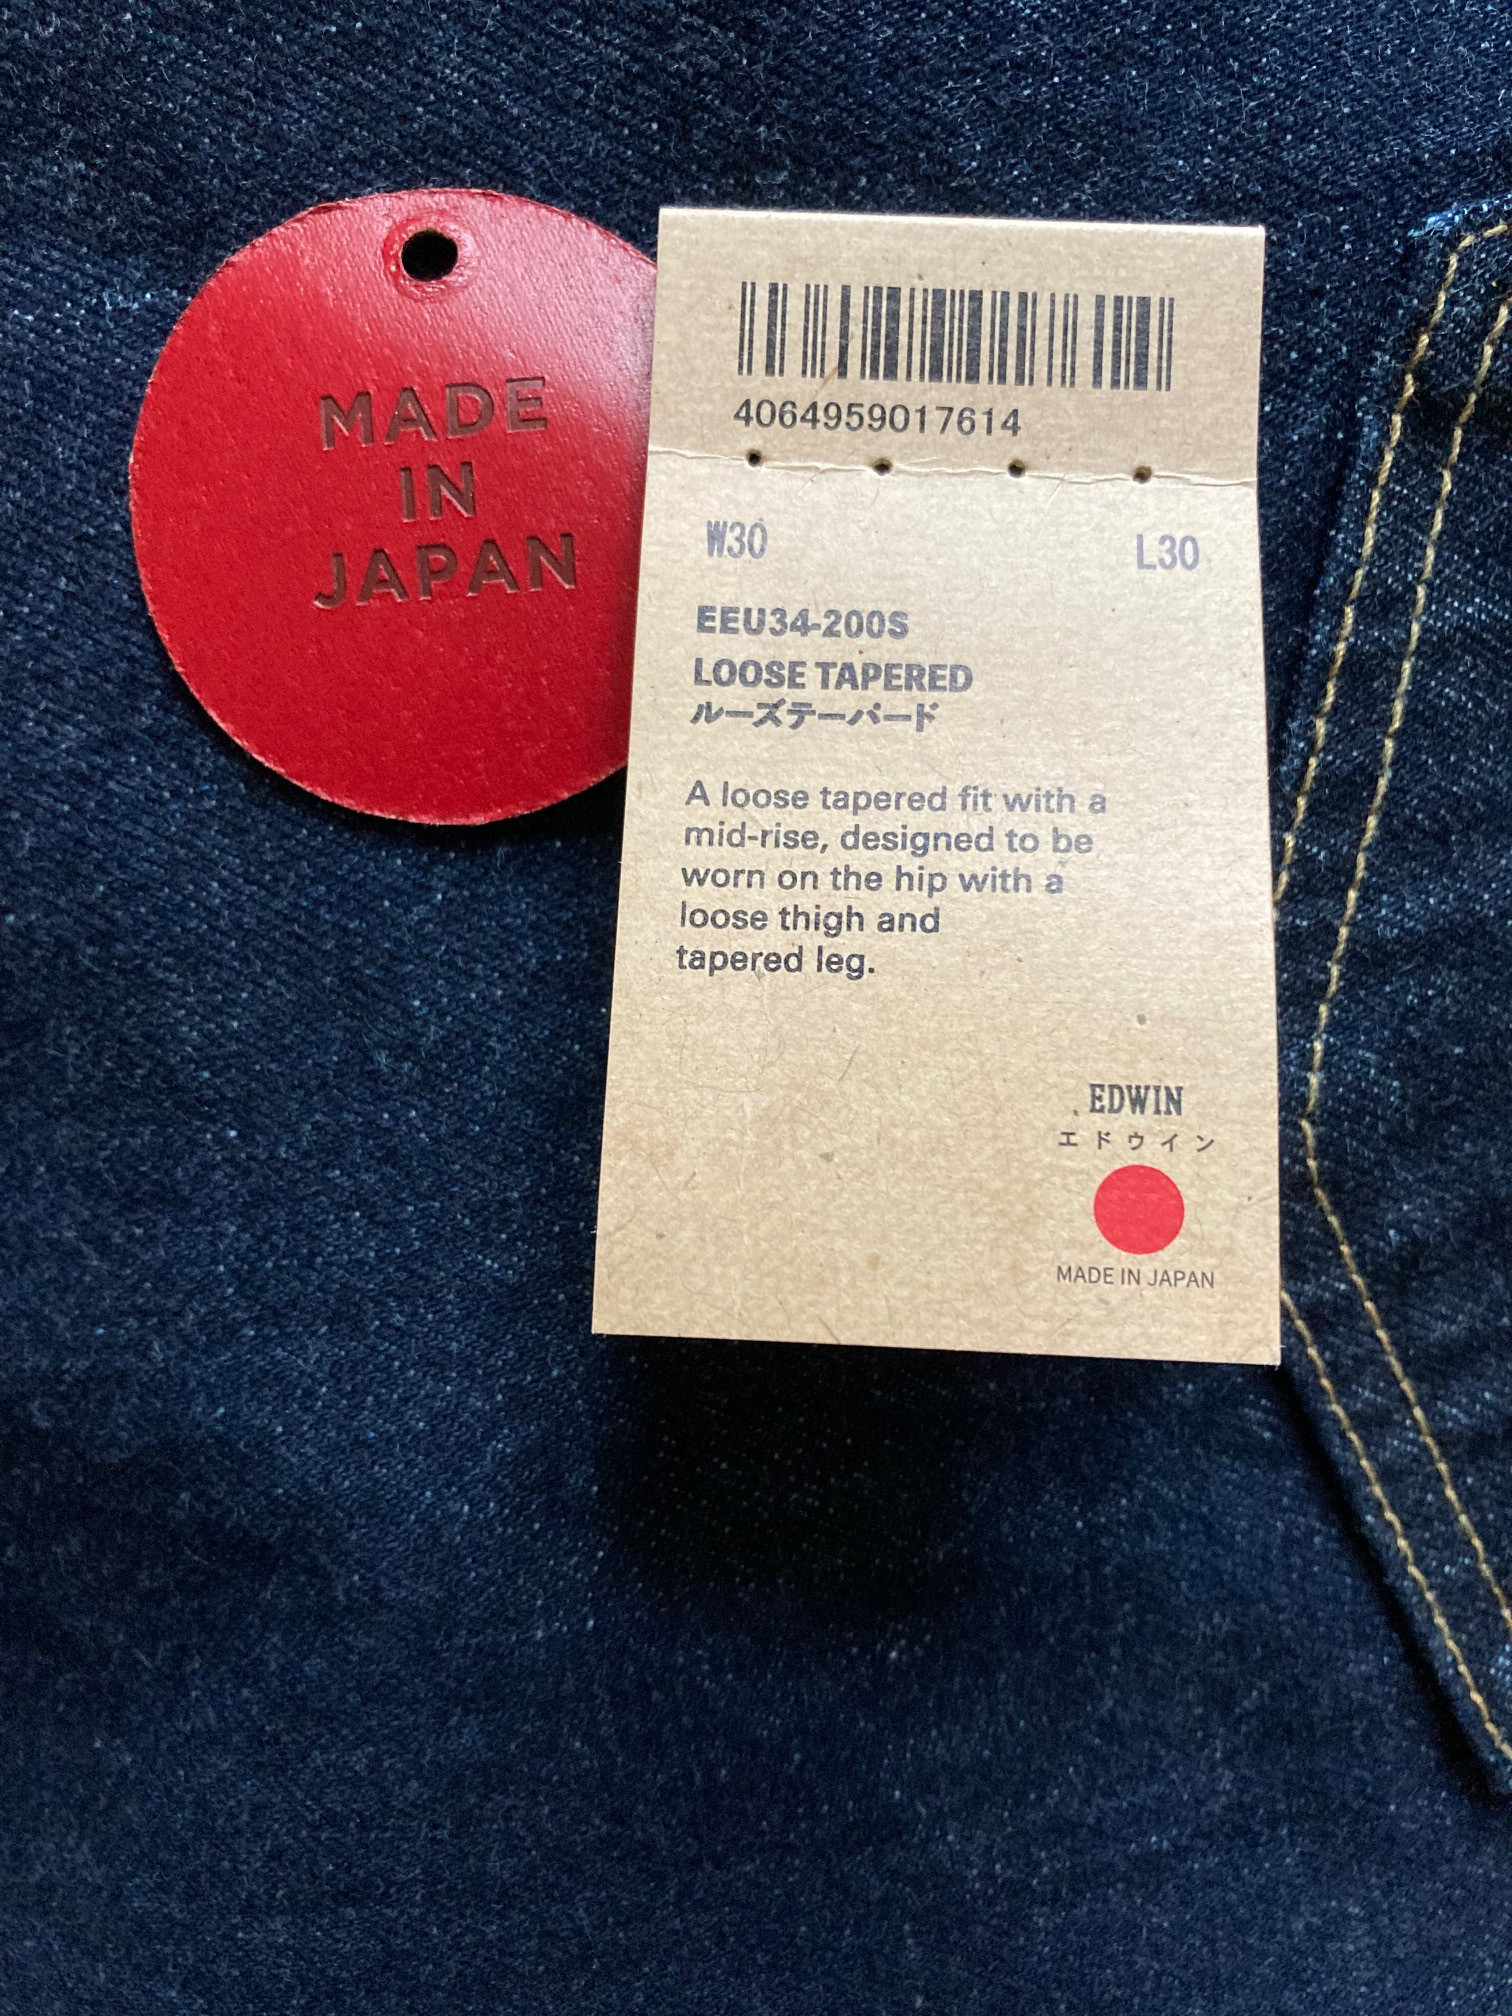 MADE
IN
JAPAN
4064959017614
W30 L30
EEU34-200S
LOOSE TAPERED
ルーズテーパード
A loose tapered fit with a
mid-rise, designed to be
worn on the hip with a
loose thigh and
tapered leg.
EDWIN
エドウイン
MADE IN JAPAN